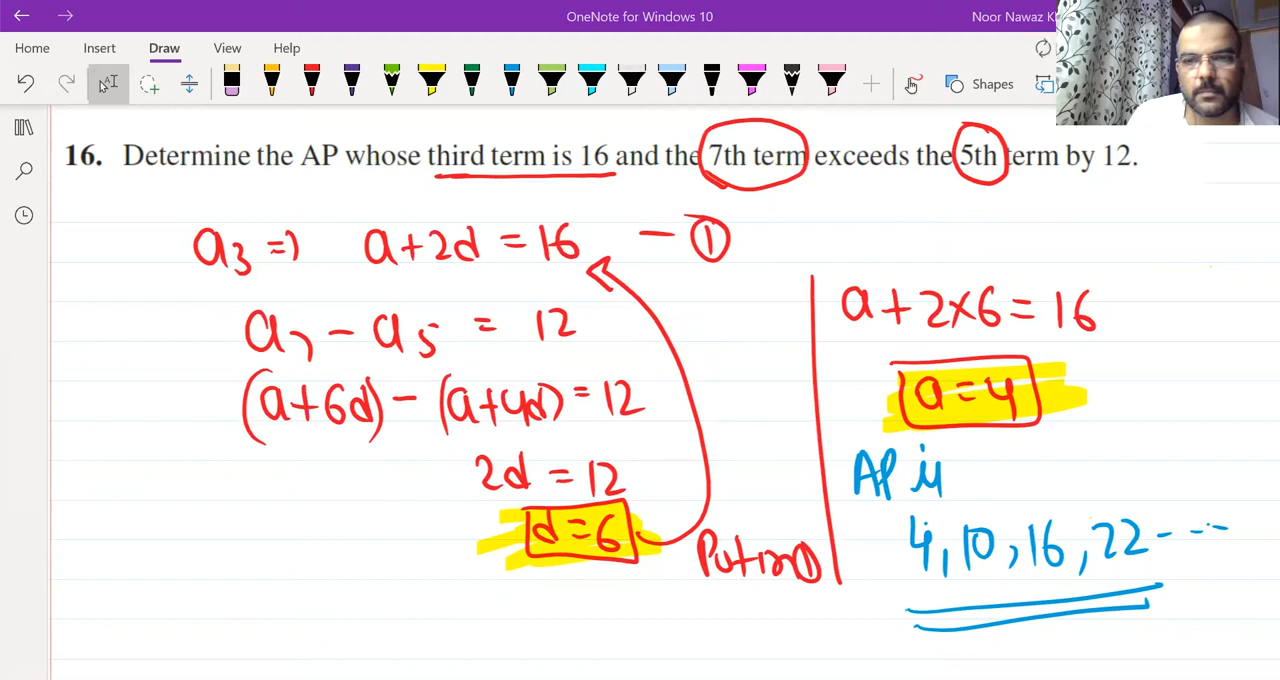 OneNote for Windows 10
Noor Nawaz K
Home Insert Draw View Help
Shapes
16. Determine the AP whose third term is 16 and the 7th term exceeds the 5th term by 12.
a3 => a+2d = 16 — ①
a7 - a5 = 12
(a+6d) - (a+4d) = 12
2d = 12
d = 6
Put in ①
a + 2×6 = 16
a = 4
AP is
4, 10, 16, 22 - - - -